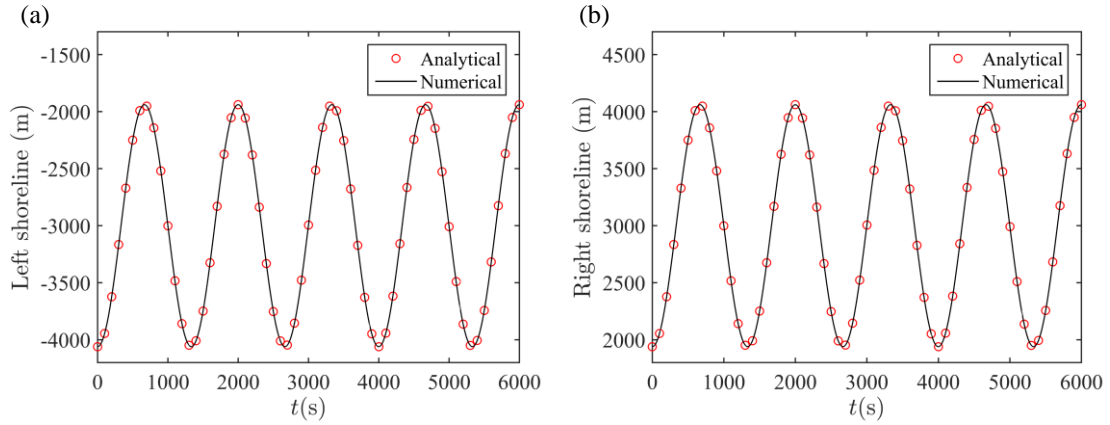 (a)
Analytical
Numerical
Left shoreline (m)
-1500
-2000
-2500
-3000
-3500
-4000
0 1000 2000 3000 4000 5000 6000
t(s)
(b)
Analytical
Numerical
Right shoreline (m)
4500
4000
3500
3000
2500
2000
0 1000 2000 3000 4000 5000 6000
t(s)